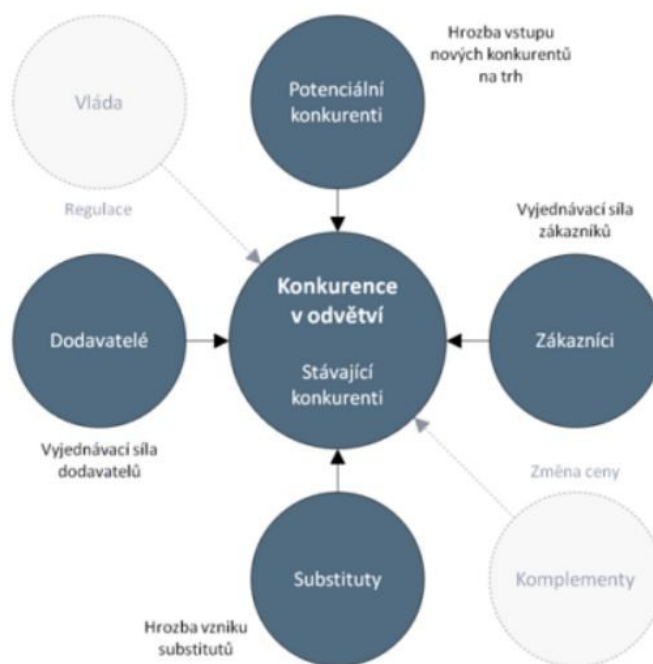 Hrozba vstupu
nových konkurentů
na trh
Potenciální
konkurenti
Vláda
Regulace
Vyjednávací síla
zákazníků
Konkurence
v odvětví
Stávající
konkurenti
Dodavatelé
Zákazníci
Vyjednávací síla
dodavatelů
Změna ceny
Substituty
Komplementy
Hrozba vzniku
substitutů